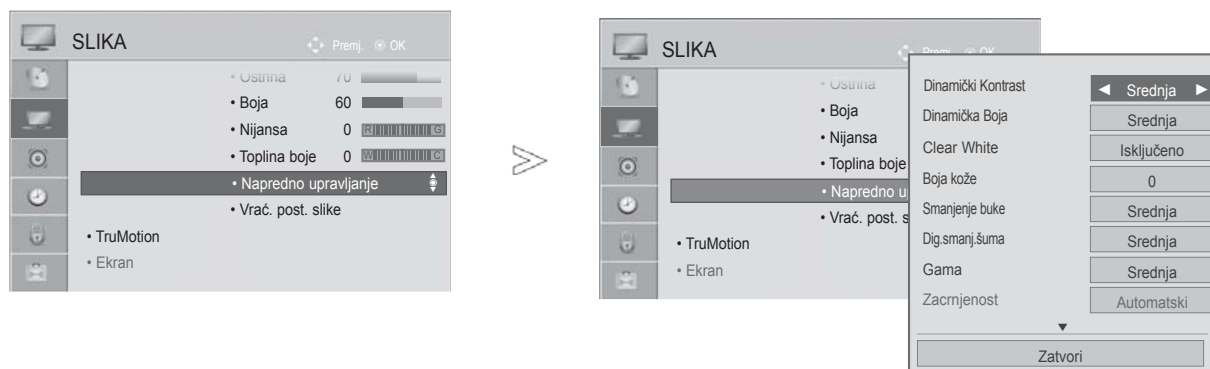 SLIKA
Premj. OK
• Oštrina 70
• Boja 60
• Nijansa 0 R G
• Toplina boje 0 W C
• Napredno upravljanje
• Vrać. post. slike
• TruMotion
• Ekran
SLIKA
Premj. OK
• Oštrina
• Boja
• Nijansa
• Toplina boje
• Napredno u
• Vrać. post. s
• TruMotion
• Ekran
Dinamički Kontrast ◄ Srednja ►
Dinamička Boja Srednja
Clear White Isključeno
Boja kože 0
Smanjenje buke Srednja
Dig.smanj.šuma Srednja
Gama Srednja
Zacrnjenost Automatski
▼
Zatvori